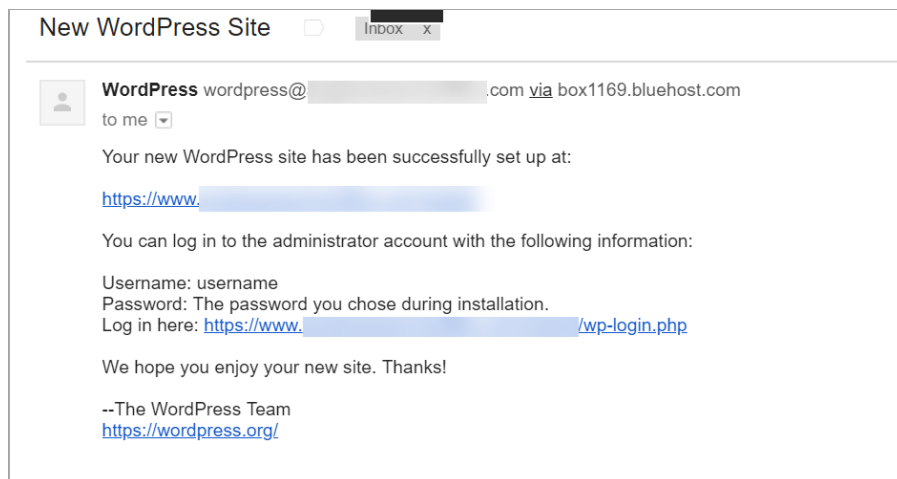 New WordPress Site
Inbox x
WordPress wordpress@ .com via box1169.bluehost.com
to me
Your new WordPress site has been successfully set up at:
https://www.
You can log in to the administrator account with the following information:
Username: username
Password: The password you chose during installation.
Log in here: https://www. /wp-login.php
We hope you enjoy your new site. Thanks!
--The WordPress Team
https://wordpress.org/